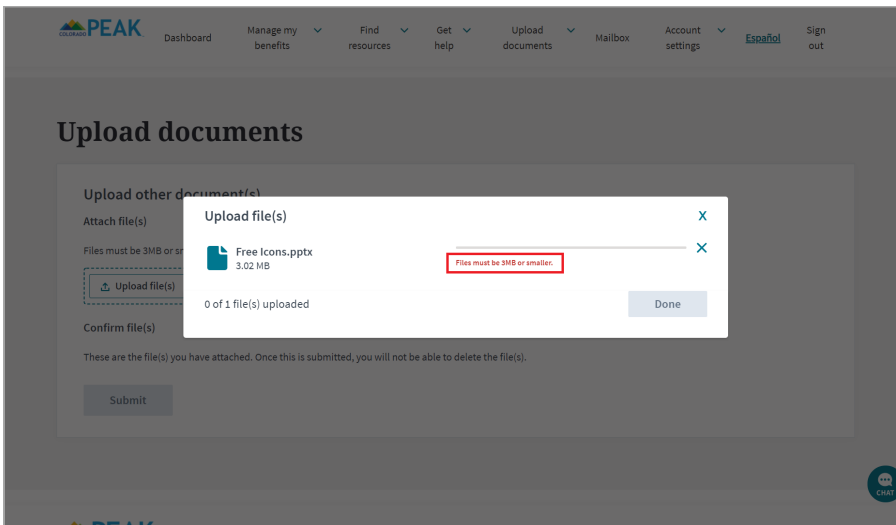 COLORADO PEAK
Dashboard
Manage my benefits
Find resources
Get help
Upload documents
Mailbox
Account settings
Español
Sign out
Upload documents
Upload other document(s)
Attach file(s)
Files must be 3MB or
Upload file(s)
Confirm file(s)
These are the file(s) you have attached. Once this is submitted, you will not be able to delete the file(s).
Submit
Upload file(s)
X
Free Icons.pptx
3.02 MB
Files must be 3MB or smaller.
0 of 1 file(s) uploaded
Done
CHAT
PEAK